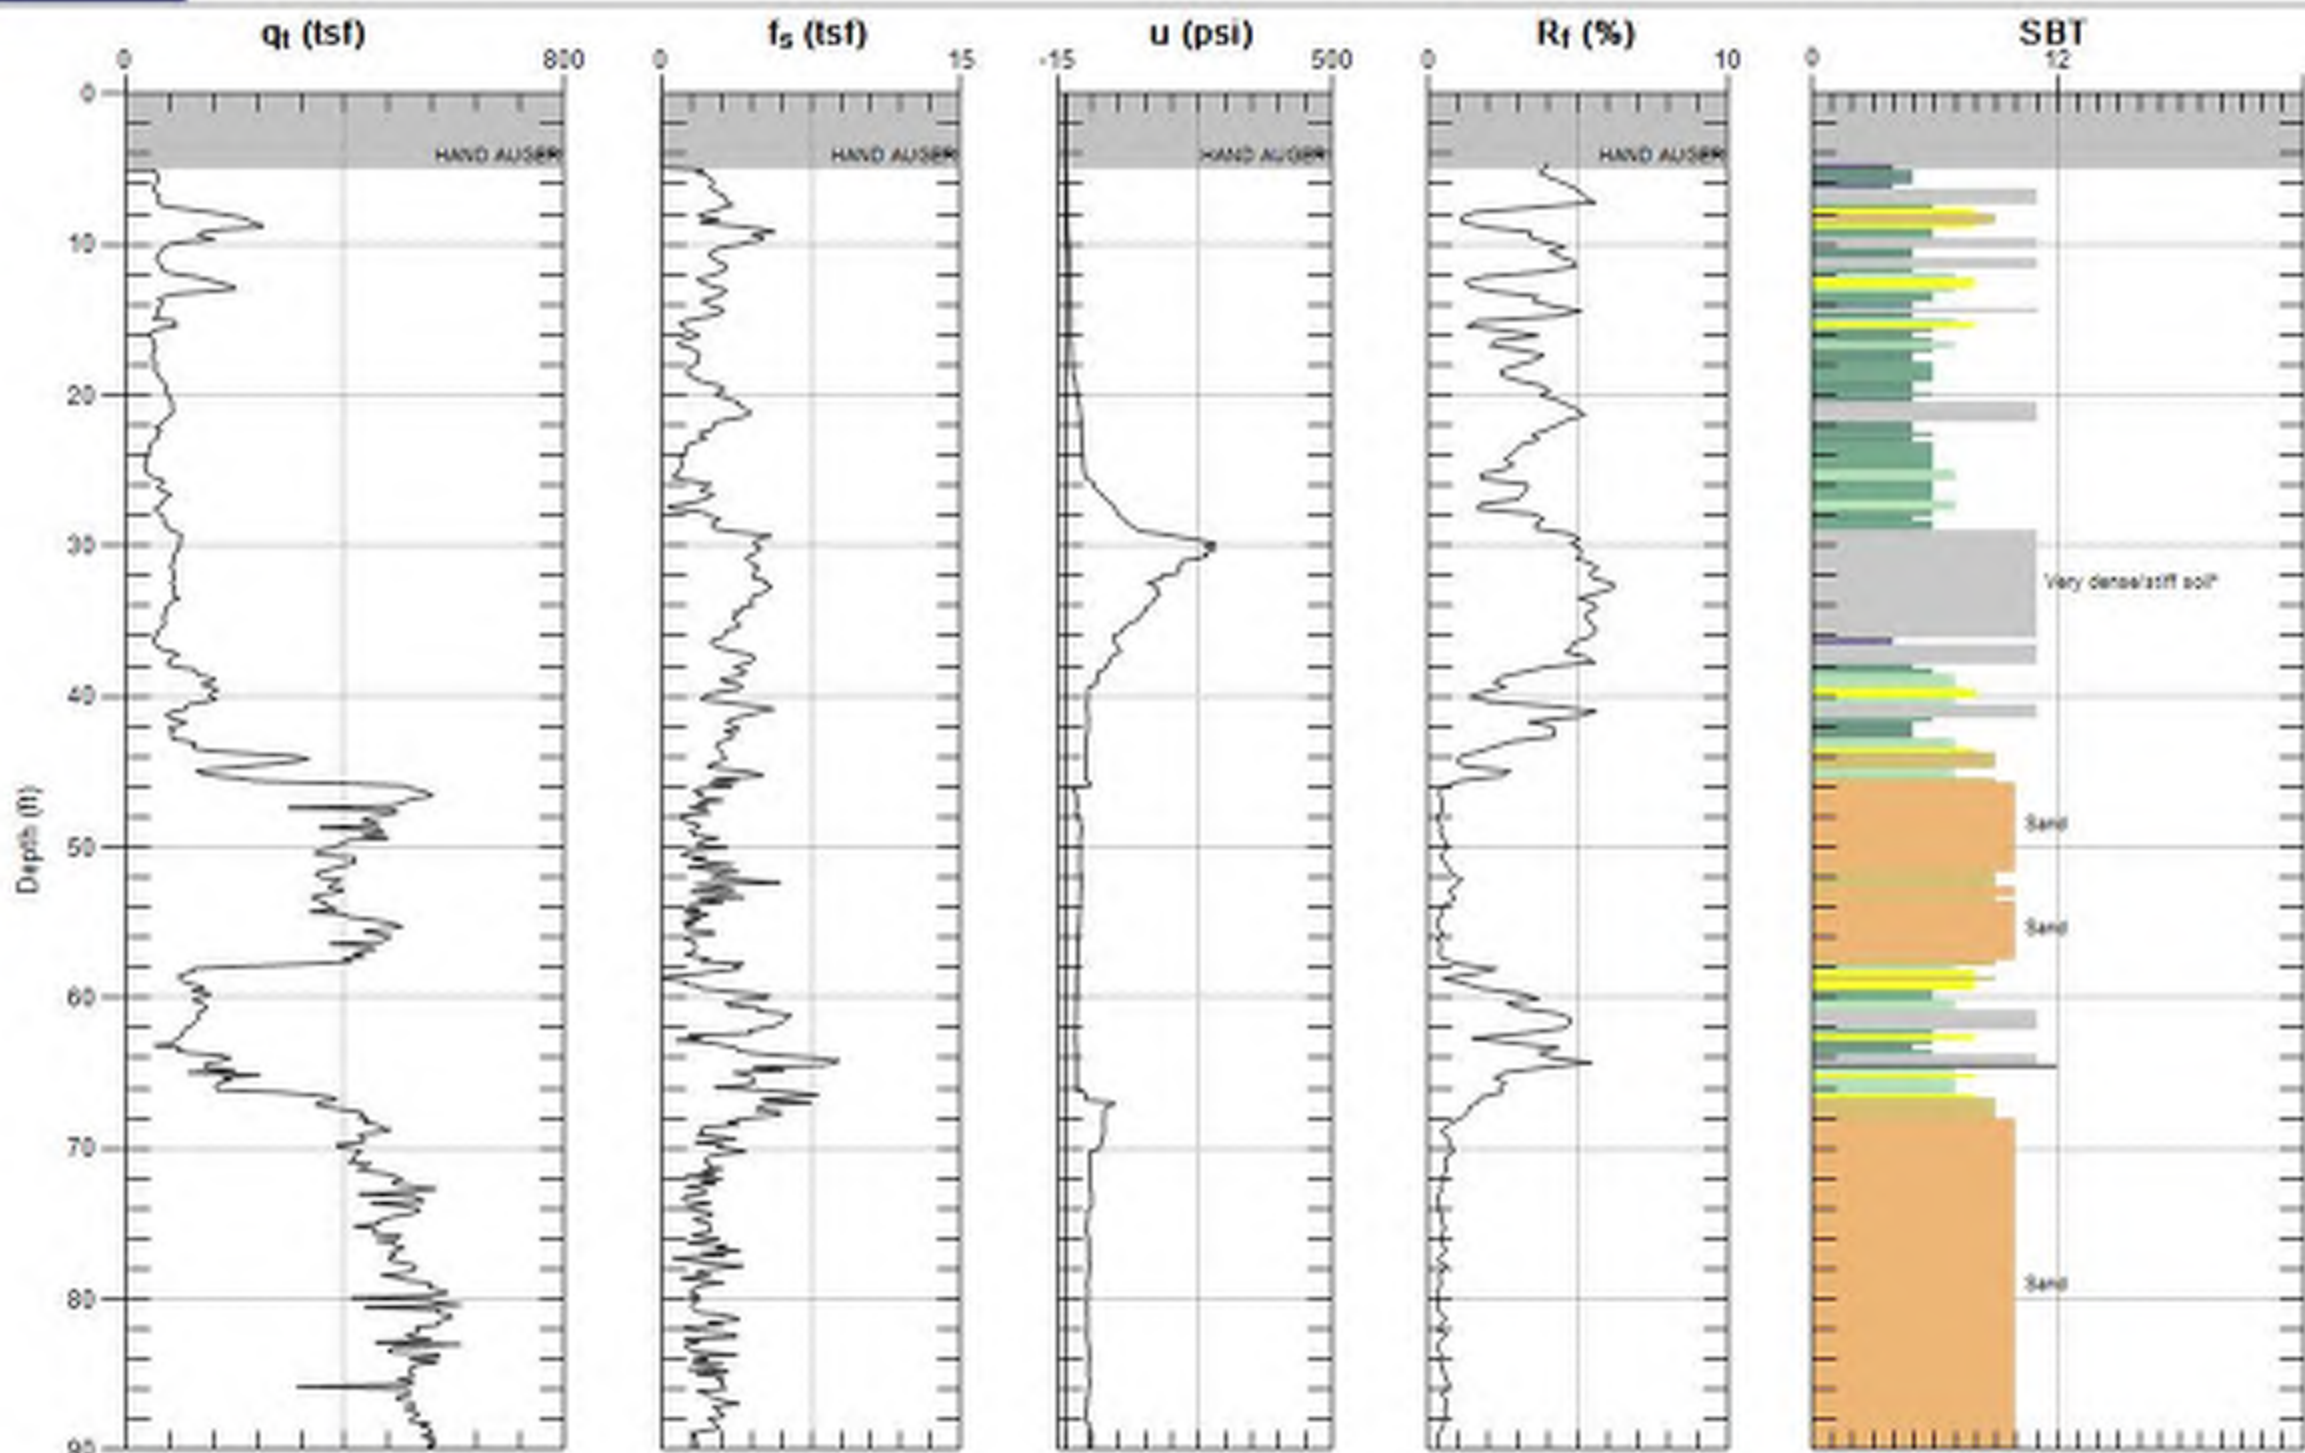 qt (tsf) fs (tsf) u (psi) Rf (%) SBT
0 800 0 15 -15 500 0 10 0 12
0
HAND AUGER HAND AUGER HAND AUGER HAND AUGER
10
20
30
Very dense/stiff soil*
40
Sand
50
Depth (ft)
Sand
60
70
Sand
80
90